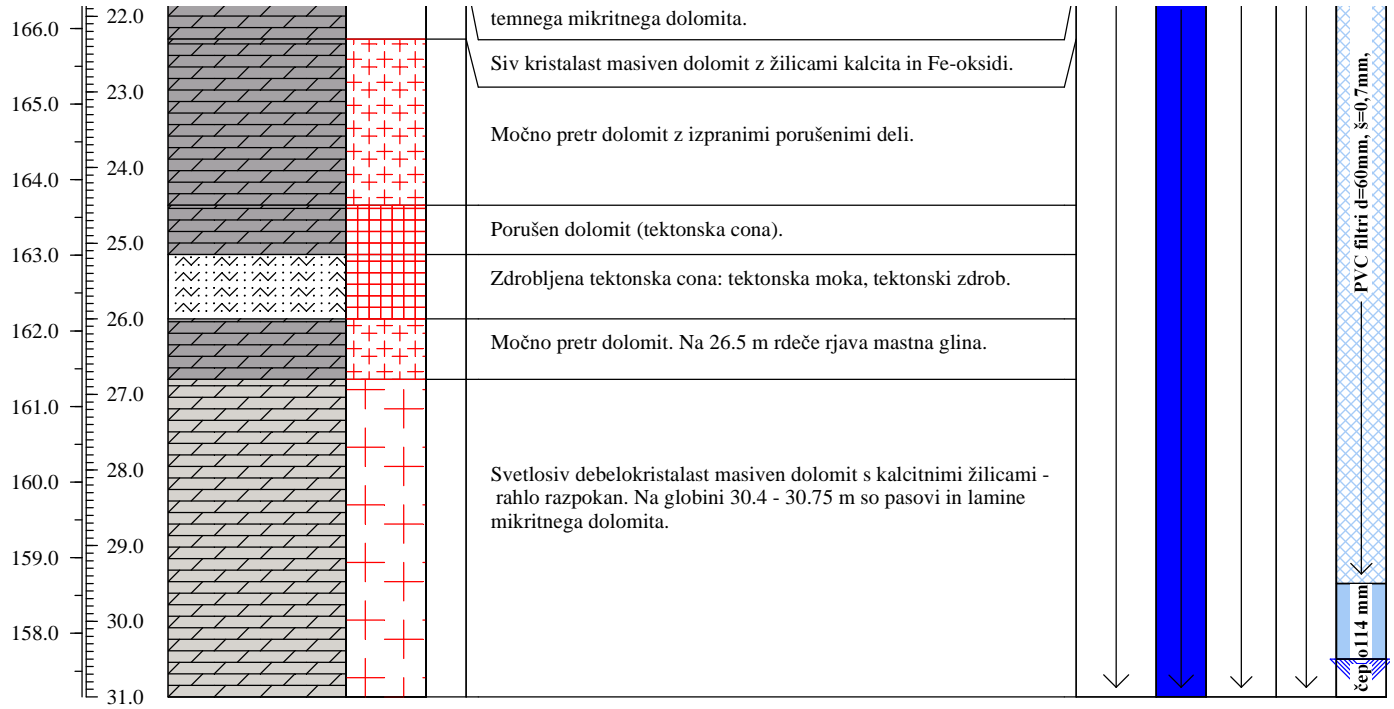 166.0
165.0
164.0
163.0
162.0
161.0
160.0
159.0
158.0
22.0
23.0
24.0
25.0
26.0
27.0
28.0
29.0
30.0
31.0
temnega mikritnega dolomita.
Siv kristalast masiven dolomit z žilicami kalcita in Fe-oksidi.
Močno pretr dolomit z izpranimi porušenimi deli.
Porušen dolomit (tektonska cona).
Zdrobljena tektonska cona: tektonska moka, tektonski zdrob.
Močno pretr dolomit. Na 26.5 m rdeče rjava mastna glina.
Svetlosiv debelokristalast masiven dolomit s kalcitnimi žilicami -
rahlo razpokan. Na globini 30.4 - 30.75 m so pasovi in lamine
mikritnega dolomita.
PVC filtri d=60mm, š=0,7mm,
čep o114 mm